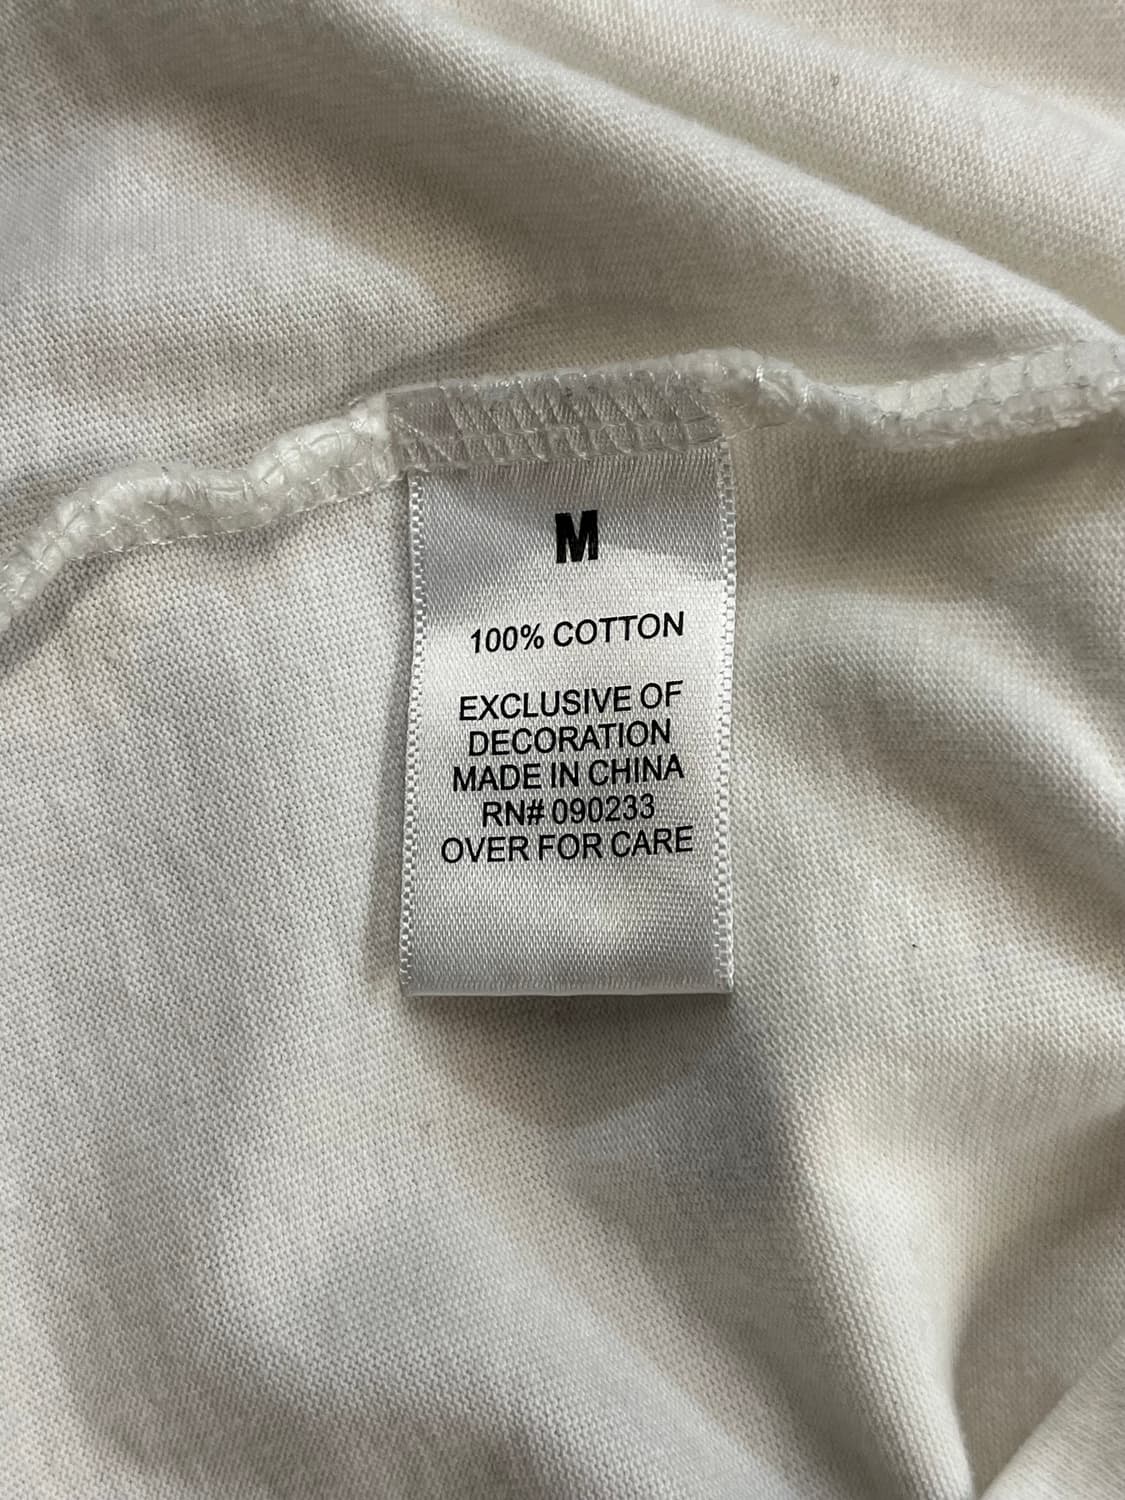 M
100% COTTON
EXCLUSIVE OF
DECORATION
MADE IN CHINA
RN# 090233
OVER FOR CARE